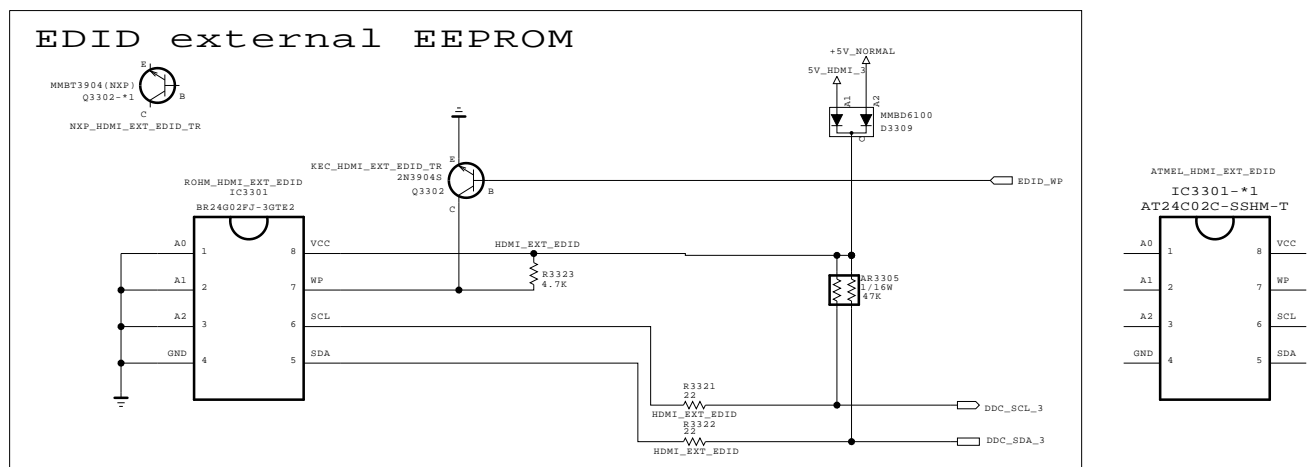 EDID external EEPROM
E
MMBT3904(NXP)
Q3302-*1
B
C
NXP_HDMI_EXT_EDID_TR
+5V_NORMAL
5V_HDMI_3
A1
A2
MMBD6100
D3309
C
E
KEC_HDMI_EXT_EDID_TR
2N3904S
Q3302
B
C
EDID_WP
ROHM_HDMI_EXT_EDID
IC3301
BR24G02FJ-3GTE2
A0
1
8
VCC
A1
2
7
WP
A2
3
6
SCL
GND
4
5
SDA
HDMI_EXT_EDID
R3323
4.7K
AR3305
1/16W
47K
R3321
22
HDMI_EXT_EDID
DDC_SCL_3
R3322
22
HDMI_EXT_EDID
DDC_SDA_3
ATMEL_HDMI_EXT_EDID
IC3301-*1
AT24C02C-SSHM-T
A0
1
8
VCC
A1
2
7
WP
A2
3
6
SCL
GND
4
5
SDA